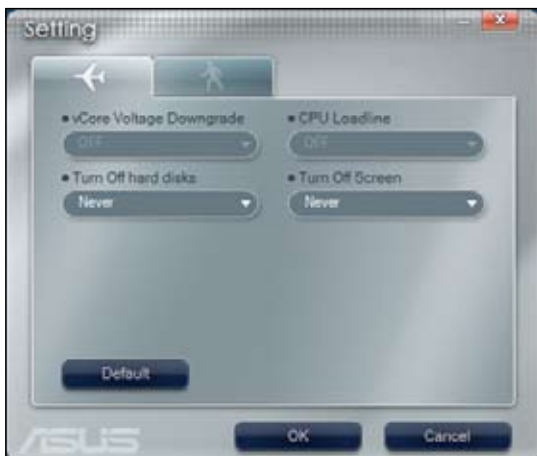 Setting
vCore Voltage Downgrade
OFF
CPU Loadline
OFF
Turn Off hard disks
Never
Turn Off Screen
Never
Default
ASUS
OK
Cancel